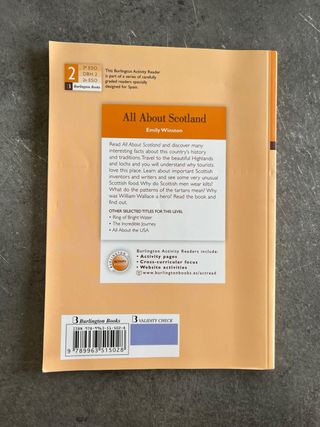 2
2º ESO
DBH 2
2n ESO
Burlington Books
This Burlington Activity Reader
is part of a series of carefully
graded readers specially
designed for Spain.
All About Scotland
Emily Winston
Read All About Scotland and discover many
interesting facts about this country's history
and traditions. Travel to the beautiful Highlands
and lochs and you will understand why tourists
love this place. Learn about important Scottish
inventors and writers and see some very unusual
Scottish food. Why do Scottish men wear kilts?
What do the patterns of the tartans mean? Why
was William Wallace a hero? Read the book and
find out.
OTHER SELECTED TITLES FOR THIS LEVEL
• Ring of Bright Water
• The Incredible Journey
• All About the USA
Burlington Activity Readers include:
• Activity pages
• Cross-curricular focus
• Website activities
www.burlingtonbooks.es/actread
B Burlington Books
B VALIDITY CHECK
ISBN 978-9963-51-502-8
9 789963 515028